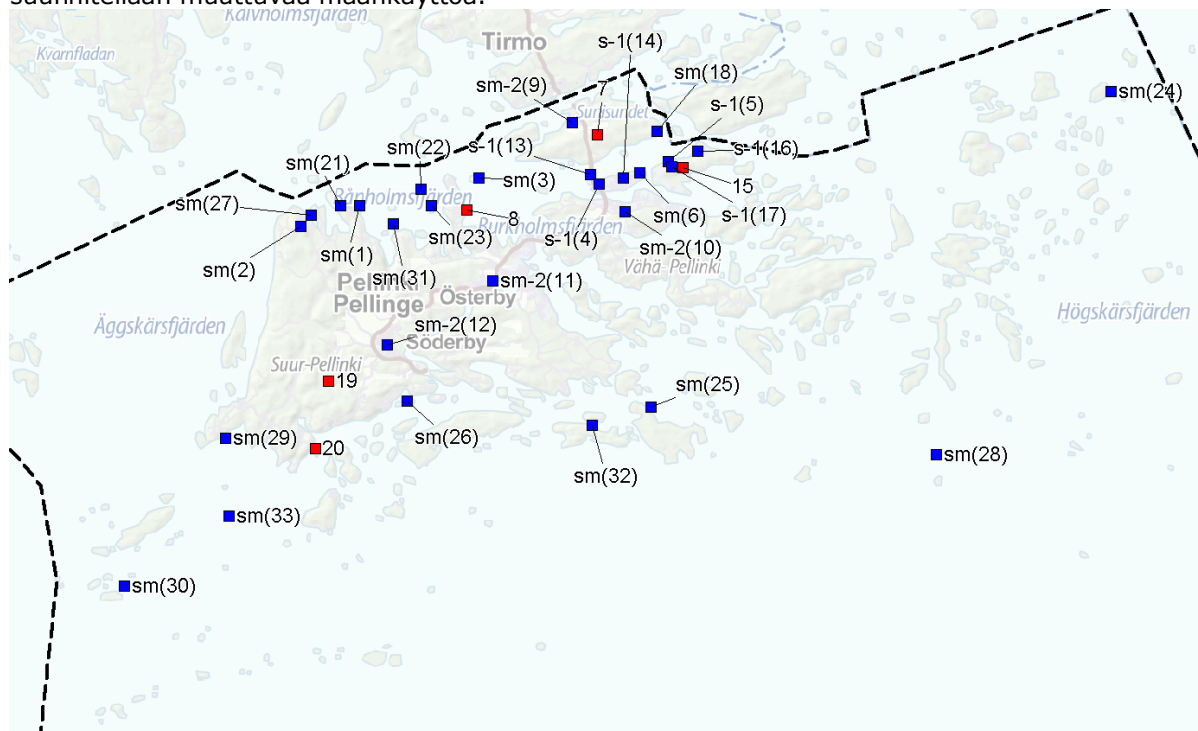 suunnitellaan muuttuvaa maankäyttöä.
Kalvholmsfjärden
Tirmo
s-1(14)
Kvarnfladan
sm-2(9)
7
sm(18)
s-1(5)
sm(24)
Sundsundet
sm(22)
s-1(13)
s-1(16)
sm(21)
sm(3)
15
sm(27)
Rånholmsfjärden
8
sm(6)
s-1(17)
sm(23)
Burkholmsfjärden
s-1(4)
sm(1)
sm-2(10)
sm(2)
sm(31)
Vähä-Pellinki
Pellinki
Pellinge
sm-2(11)
Österby
Högskärsfjärden
Äggskärsfjärden
sm-2(12)
Söderby
Suur-Pellinki
19
sm(25)
sm(26)
sm(29)
20
sm(32)
sm(28)
sm(33)
sm(30)